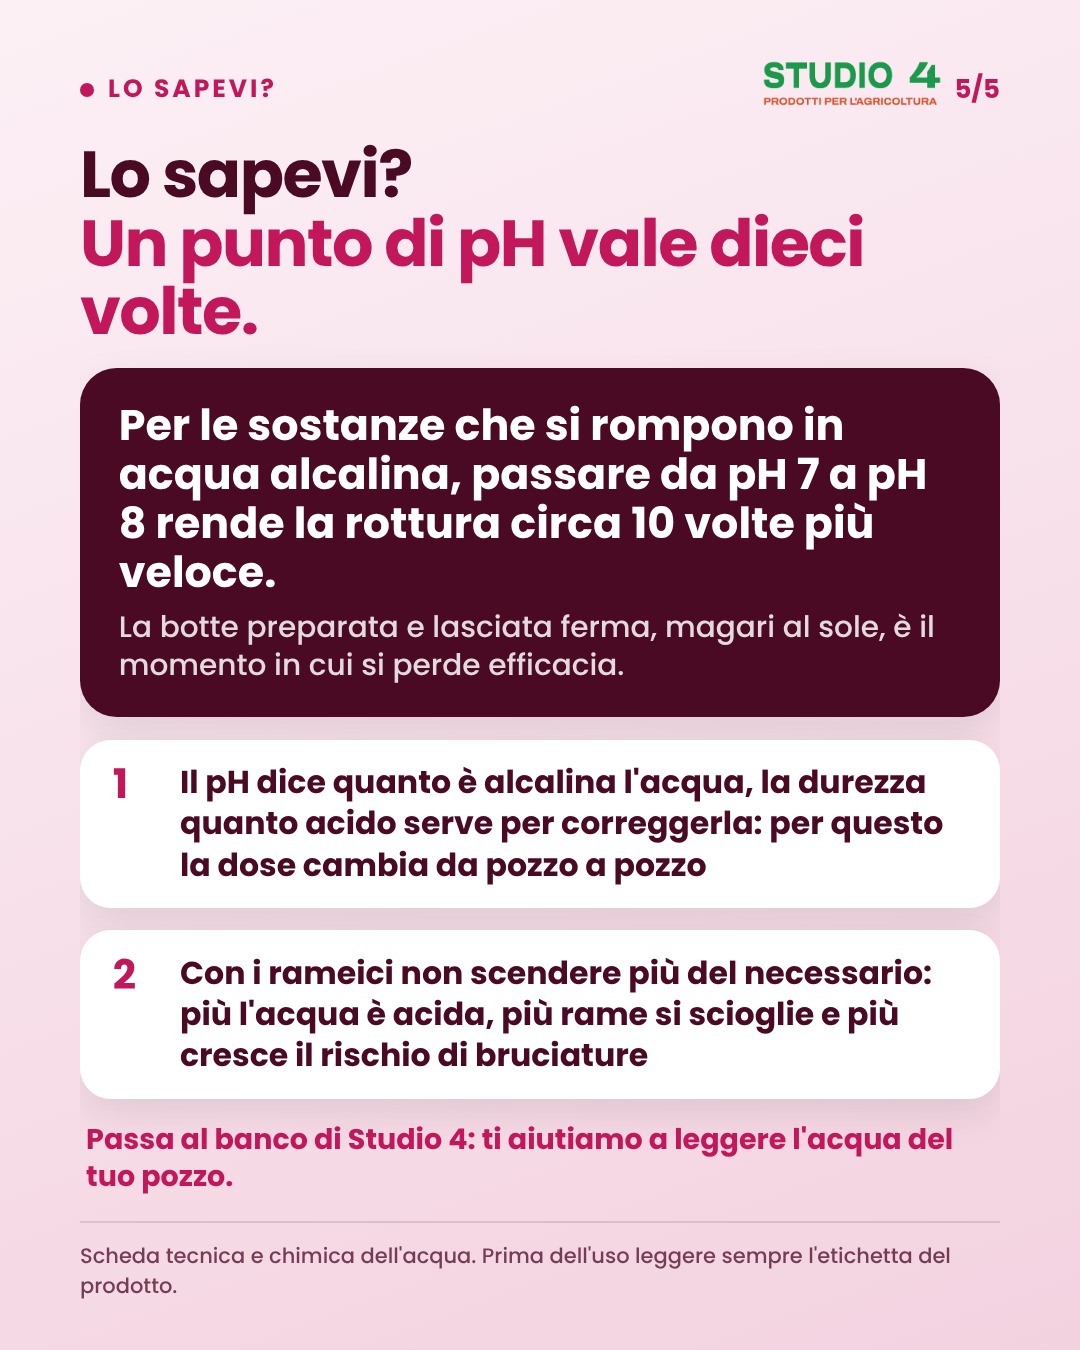 LO SAPEVI?
STUDIO 4
PRODOTTI PER L'AGRICOLTURA
5/5
Lo sapevi?
Un punto di pH vale dieci
volte.
Per le sostanze che si rompono in
acqua alcalina, passare da pH 7 a pH
8 rende la rottura circa 10 volte più
veloce.
La botte preparata e lasciata ferma, magari al sole, è il
momento in cui si perde efficacia.
1
Il pH dice quanto è alcalina l'acqua, la durezza
quanto acido serve per correggerla: per questo
la dose cambia da pozzo a pozzo
2
Con i rameici non scendere più del necessario:
più l'acqua è acida, più rame si scioglie e più
cresce il rischio di bruciature
Passa al banco di Studio 4: ti aiutiamo a leggere l'acqua del
tuo pozzo.
Scheda tecnica e chimica dell'acqua. Prima dell'uso leggere sempre l'etichetta del
prodotto.